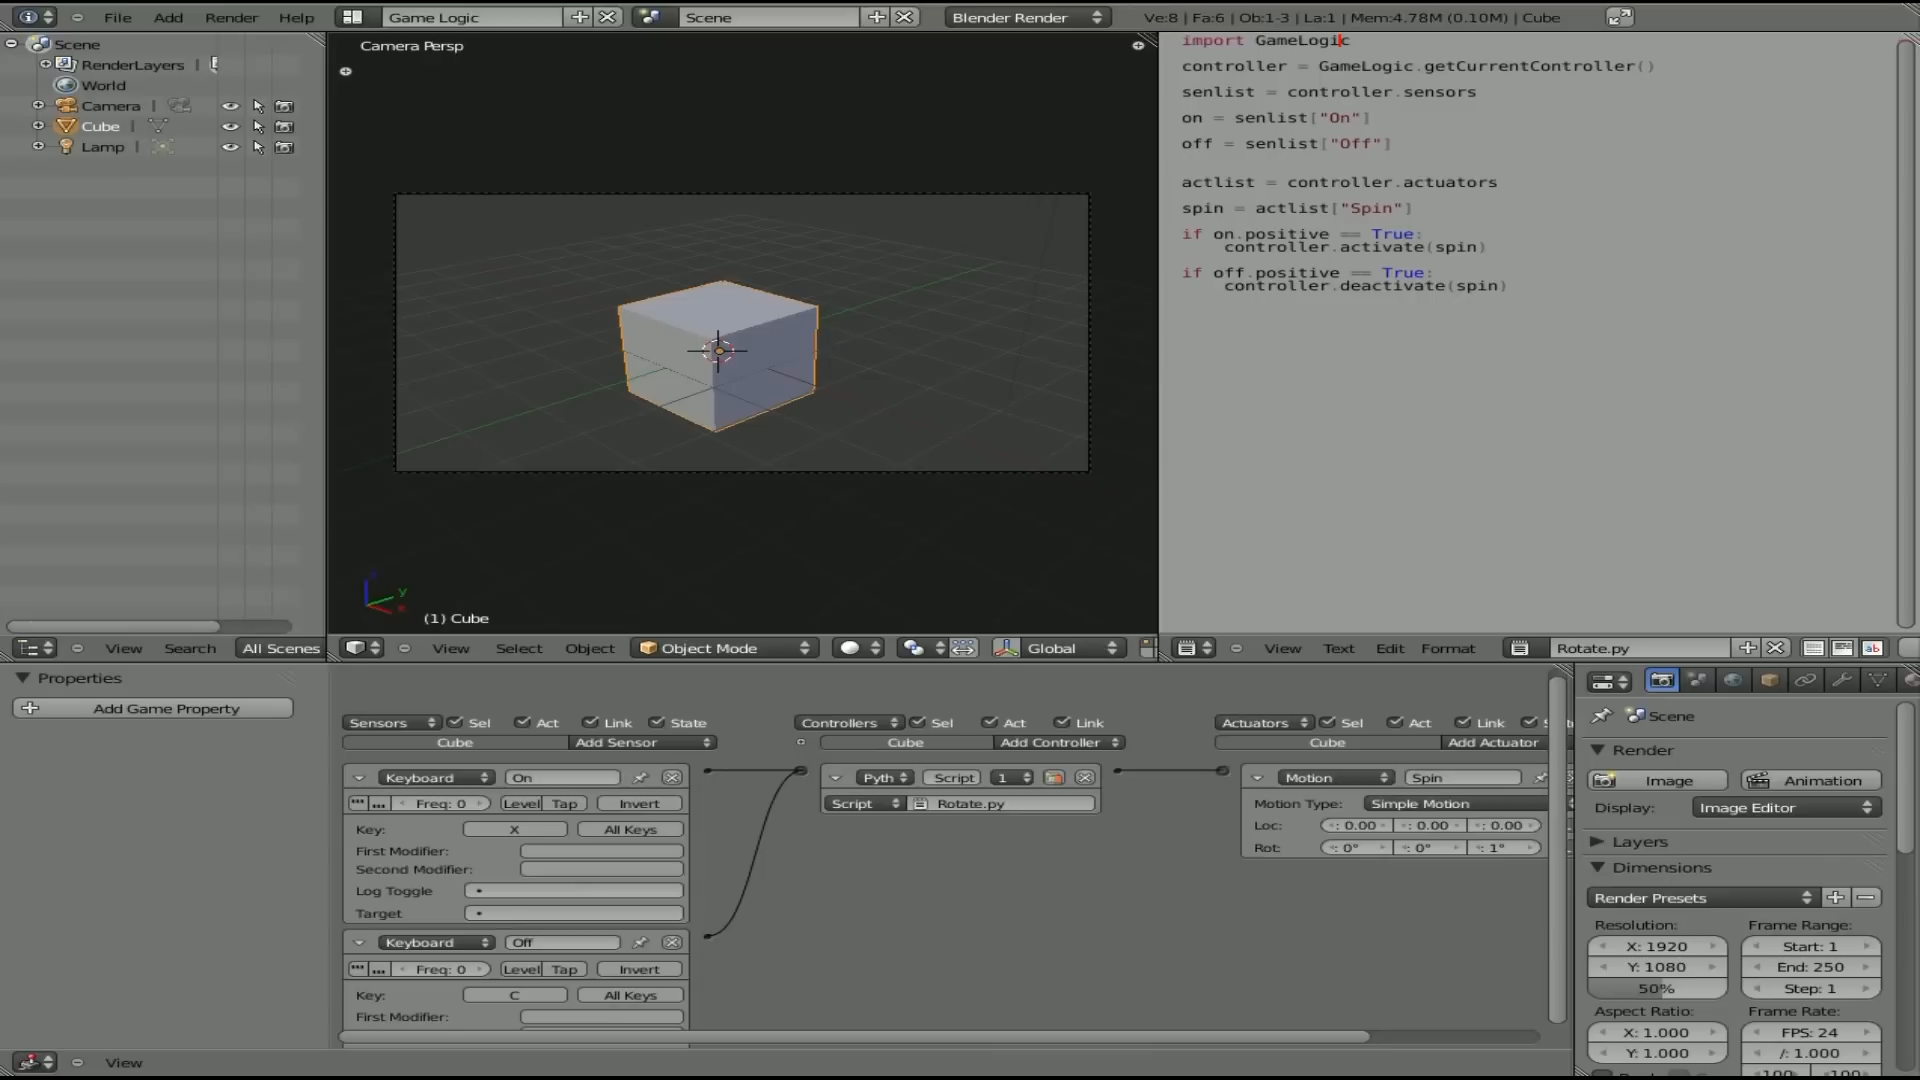 File Add Render Help Game Logic Scene Blender Render Ve:8 | Fa:6 | Ob:1-3 | La:1 | Mem:4.78M (0.10M) | Cube
Scene
RenderLayers |
World
Camera |
Cube |
Lamp |
View Search All Scenes
Camera Persp
y
(1) Cube
View Select Object Object Mode Global
import GameLogic
controller = GameLogic.getCurrentController()
senlist = controller.sensors
on = senlist["On"]
off = senlist["Off"]
actlist = controller.actuators
spin = actlist["Spin"]
if on.positive == True:
controller.activate(spin)
if off.positive == True:
controller.deactivate(spin)
View Text Edit Format Rotate.py
Properties
Add Game Property
View
Sensors Sel Act Link State
Cube Add Sensor
Keyboard On
Freq: 0 Level Tap Invert
Key: X All Keys
First Modifier:
Second Modifier:
Log Toggle
Target
Keyboard Off
Freq: 0 Level Tap Invert
Key: C All Keys
First Modifier:
Controllers Sel Act Link
Cube Add Controller
Pyth Script 1
Script Rotate.py
Actuators Sel Act Link
Cube Add Actuator
Motion Spin
Motion Type: Simple Motion
Loc: : 0.00 : 0.00 : 0.00
Rot: : 0° : 0° : 1°
Scene
Render
Image Animation
Display: Image Editor
Layers
Dimensions
Render Presets
Resolution: Frame Range:
X: 1920 Start: 1
Y: 1080 End: 250
50% Step: 1
Aspect Ratio: Frame Rate:
X: 1.000 FPS: 24
Y: 1.000 /: 1.000